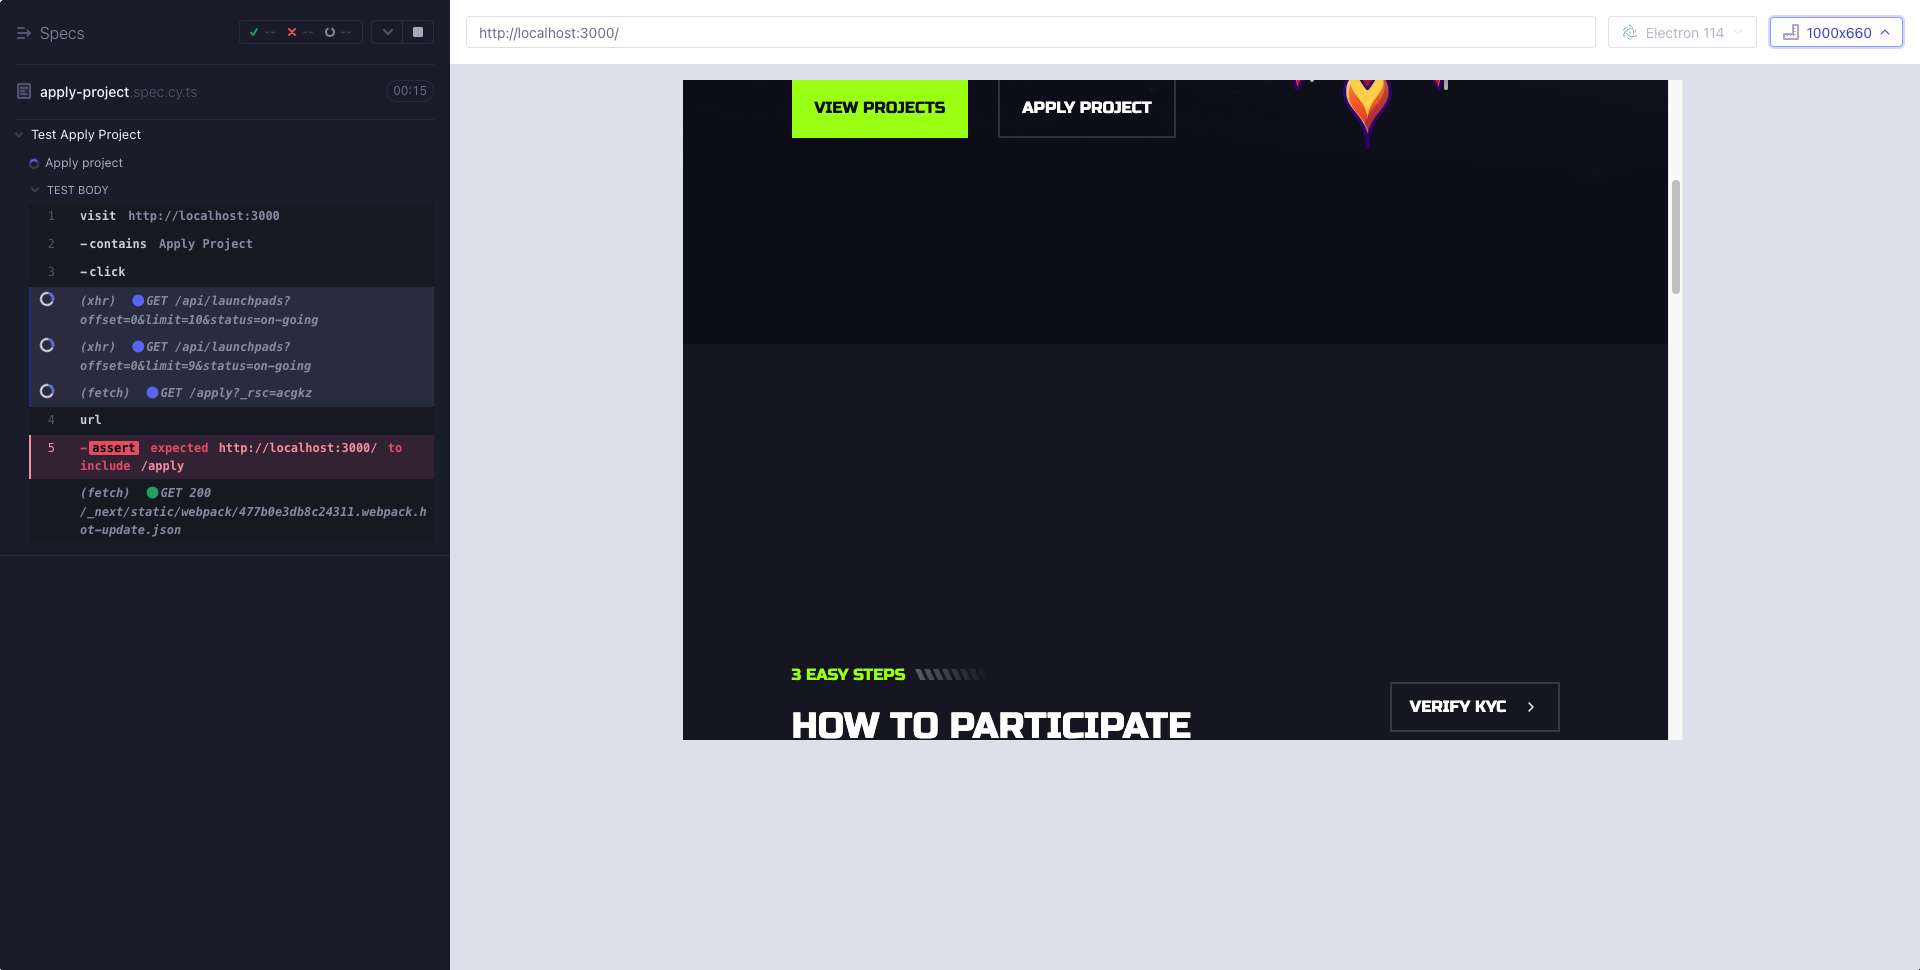 Specs
-- -- --
http://localhost:3000/
Electron 114
1000x660
apply-project.spec.cy.ts
00:15
Test Apply Project
Apply project
TEST BODY
1 visit http://localhost:3000
2 -contains Apply Project
3 -click
(xhr) GET /api/launchpads?
offset=0&limit=10&status=on-going
(xhr) GET /api/launchpads?
offset=0&limit=9&status=on-going
(fetch) GET /apply?_rsc=acgkz
4 url
5 -assert expected http://localhost:3000/ to
include /apply
(fetch) GET 200
/_next/static/webpack/477b0e3db8c24311.webpack.h
ot-update.json
VIEW PROJECTS
APPLY PROJECT
3 EASY STEPS
HOW TO PARTICIPATE
VERIFY KYC